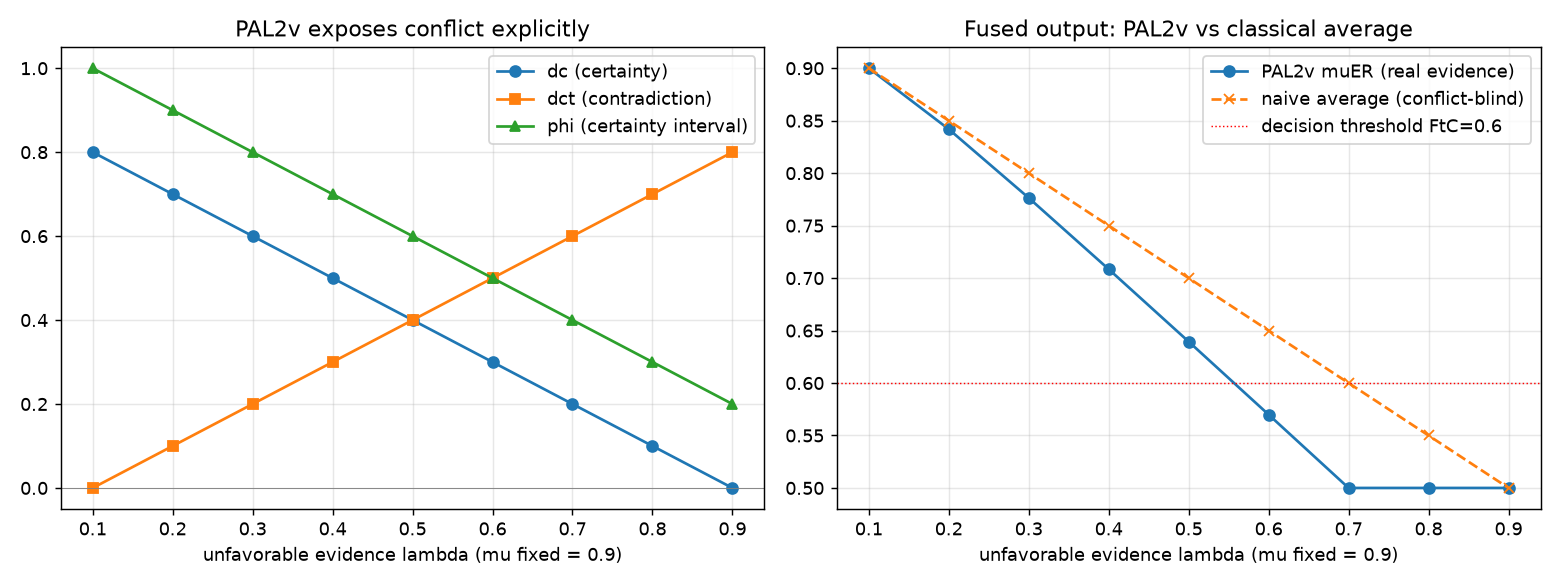 PAL2v exposes conflict explicitly
1.0
0.8
0.6
0.4
0.2
0.0
dc (certainty)
dct (contradiction)
phi (certainty interval)
0.1 0.2 0.3 0.4 0.5 0.6 0.7 0.8 0.9
unfavorable evidence lambda (mu fixed = 0.9)
Fused output: PAL2v vs classical average
0.90
0.85
0.80
0.75
0.70
0.65
0.60
0.55
0.50
PAL2v muER (real evidence)
naive average (conflict-blind)
decision threshold FtC=0.6
0.1 0.2 0.3 0.4 0.5 0.6 0.7 0.8 0.9
unfavorable evidence lambda (mu fixed = 0.9)